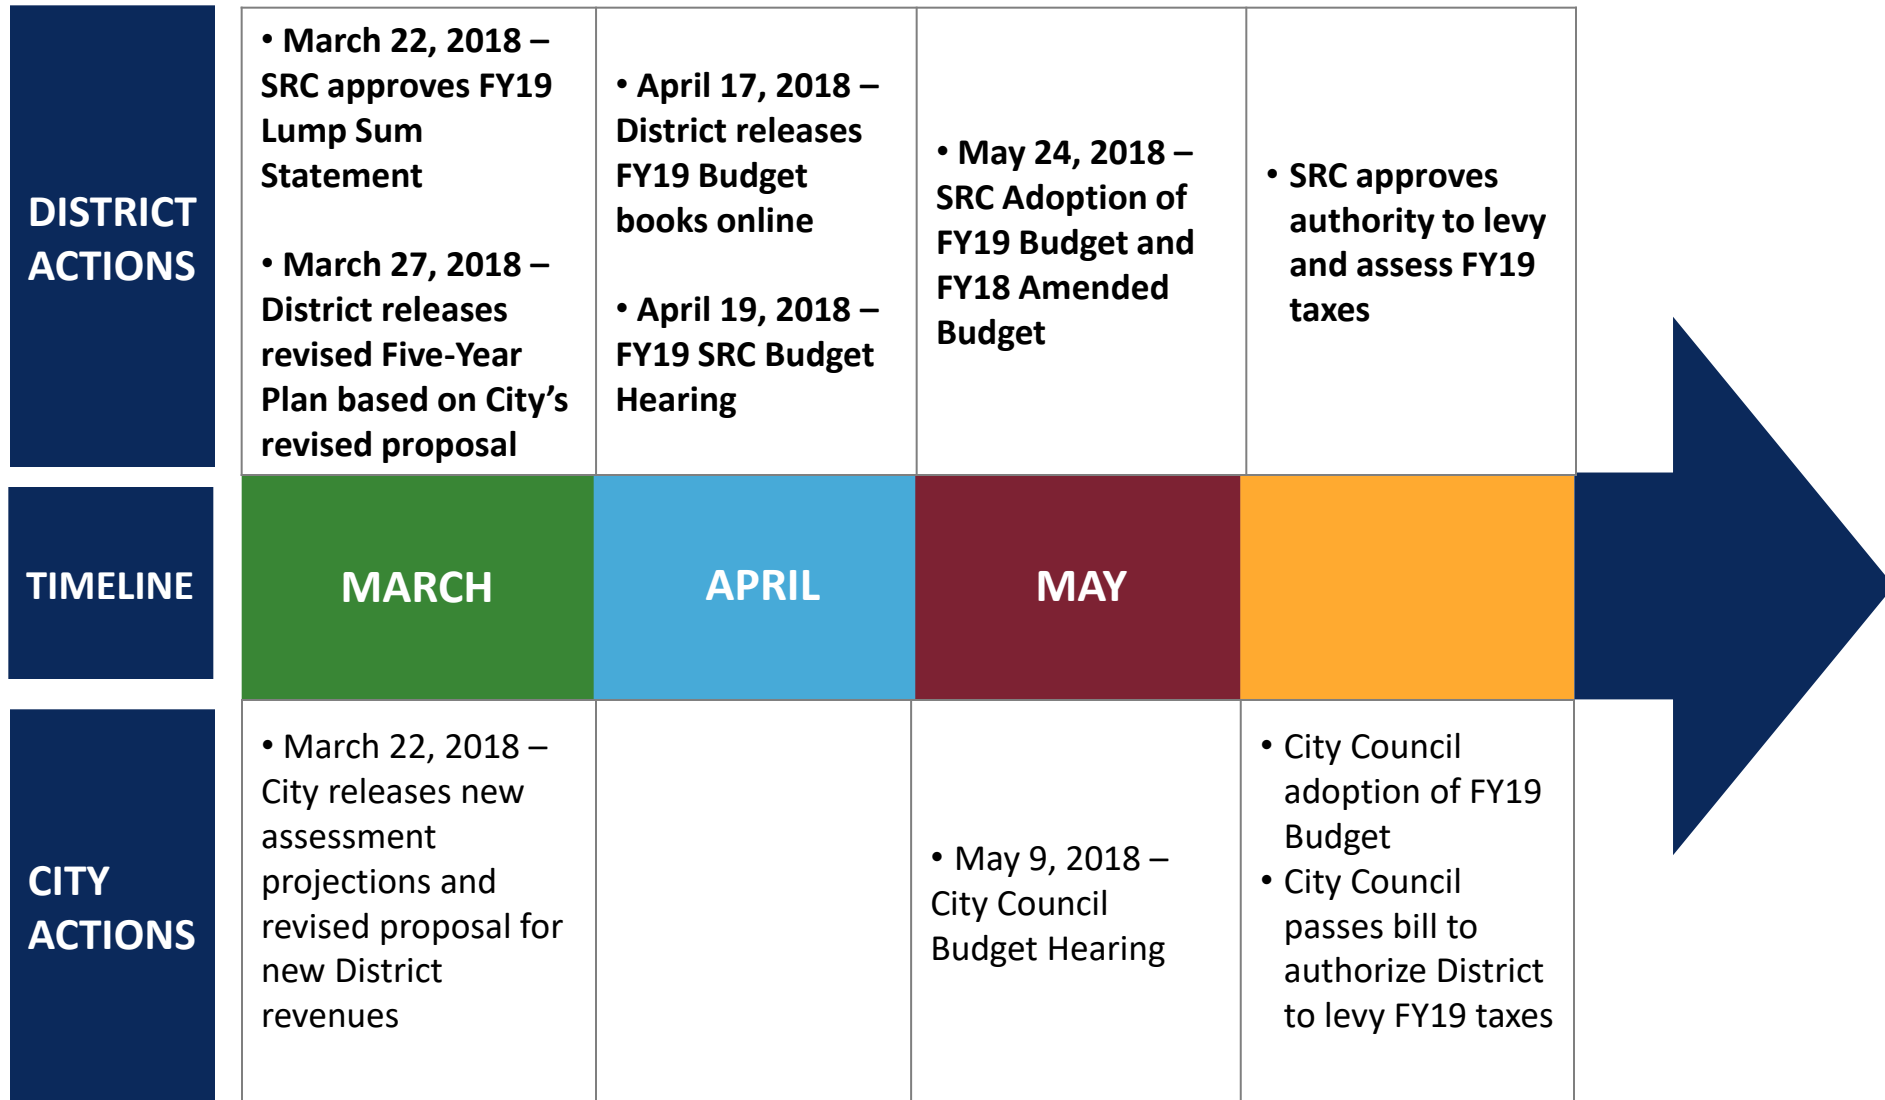 DISTRICT
ACTIONS
• March 22, 2018 –
SRC approves FY19
Lump Sum
Statement
• March 27, 2018 –
District releases
revised Five-Year
Plan based on City’s
revised proposal
• April 17, 2018 –
District releases
FY19 Budget
books online
• April 19, 2018 –
FY19 SRC Budget
Hearing
• May 24, 2018 –
SRC Adoption of
FY19 Budget and
FY18 Amended
Budget
• SRC approves
authority to levy
and assess FY19
taxes
TIMELINE
MARCH
APRIL
MAY
CITY
ACTIONS
• March 22, 2018 –
City releases new
assessment
projections and
revised proposal for
new District
revenues
• May 9, 2018 –
City Council
Budget Hearing
• City Council
adoption of FY19
Budget
• City Council
passes bill to
authorize District
to levy FY19 taxes